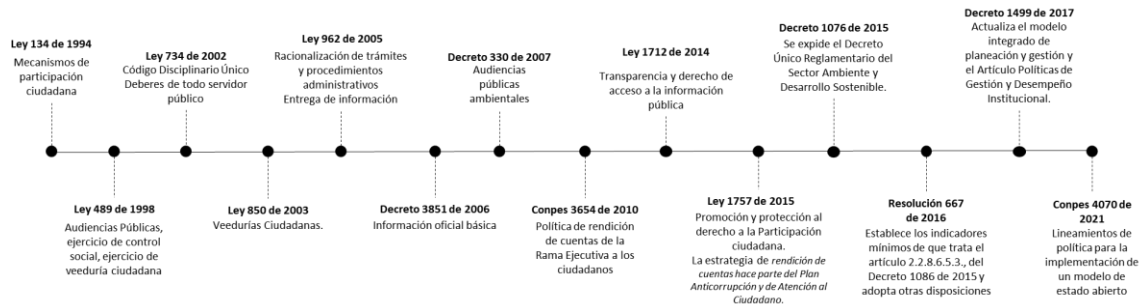 Ley 134 de 1994
Mecanismos de
participación
ciudadana
Ley 489 de 1998
Audiencias Públicas,
ejercicio de control
social, ejercicio de
veeduría ciudadana
Ley 734 de 2002
Código Disciplinario Único
Deberes de todo servidor
público
Ley 850 de 2003
Veedurías Ciudadanas.
Ley 962 de 2005
Racionalización de trámites
y procedimientos
administrativos
Entrega de información
Decreto 3851 de 2006
Información oficial básica
Decreto 330 de 2007
Audiencias
públicas
ambientales
Conpes 3654 de 2010
Política de rendición
de cuentas de la
Rama Ejecutiva a los
ciudadanos
Ley 1712 de 2014
Transparencia y derecho de
acceso a la información
pública
Ley 1757 de 2015
Promoción y protección al
derecho a la Participación
ciudadana.
La estrategia de rendición de
cuentas hace parte del Plan
Anticorrupción y de Atención al
Ciudadano.
Decreto 1076 de 2015
Se expide el Decreto
Único Reglamentario del
Sector Ambiente y
Desarrollo Sostenible.
Resolución 667
de 2016
Establece los indicadores
mínimos de que trata el
artículo 2.2.8.6.5.3., del
Decreto 1086 de 2015 y
adopta otras disposiciones
Decreto 1499 de 2017
Actualiza el modelo
integrado de
planeación y gestión y
el Artículo Políticas de
Gestión y Desempeño
Institucional.
Conpes 4070 de
2021
Lineamientos de
política para la
implementación de
un modelo de
estado abierto